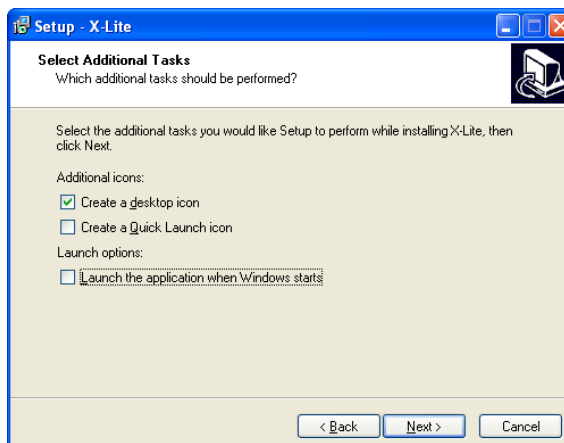 Setup - X-Lite
Select Additional Tasks
Which additional tasks should be performed?
Select the additional tasks you would like Setup to perform while installing X-Lite, then
click Next.
Additional icons:
Create a desktop icon
Create a Quick Launch icon
Launch options:
Launch the application when Windows starts
< Back Next > Cancel